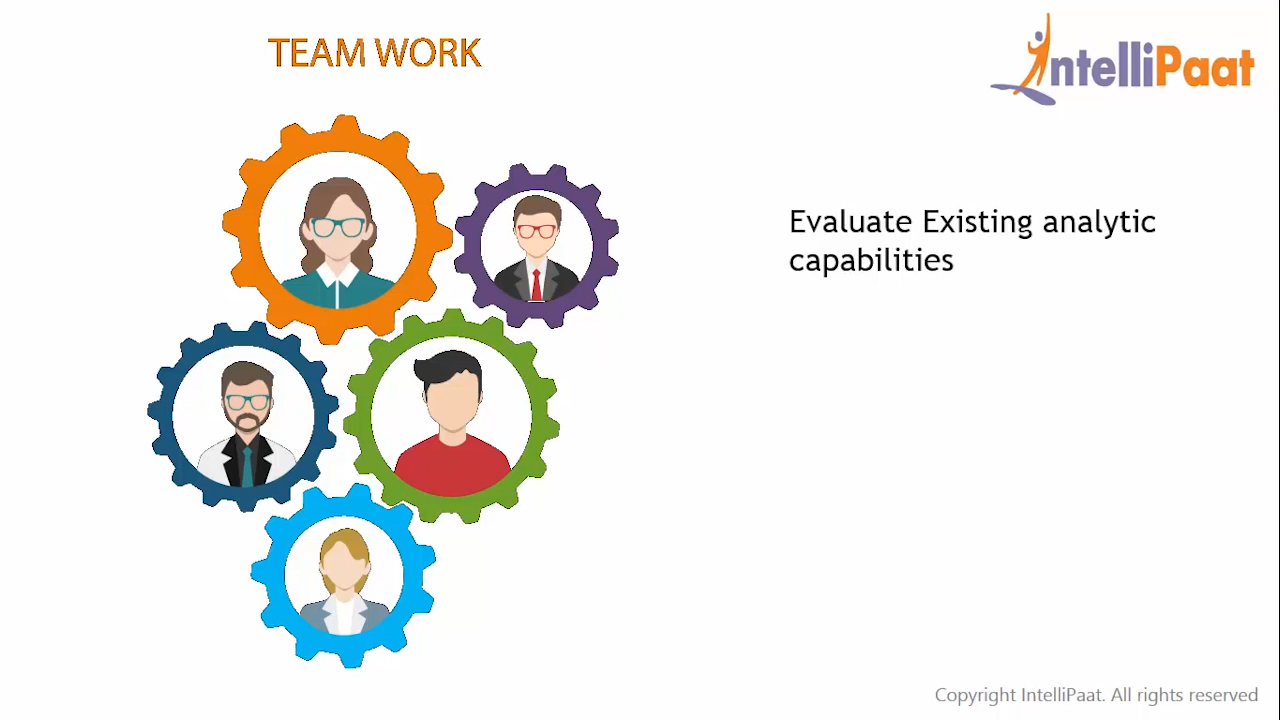 TEAM WORK
IntelliPaat
Evaluate Existing analytic
capabilities
Copyright IntelliPaat. All rights reserved